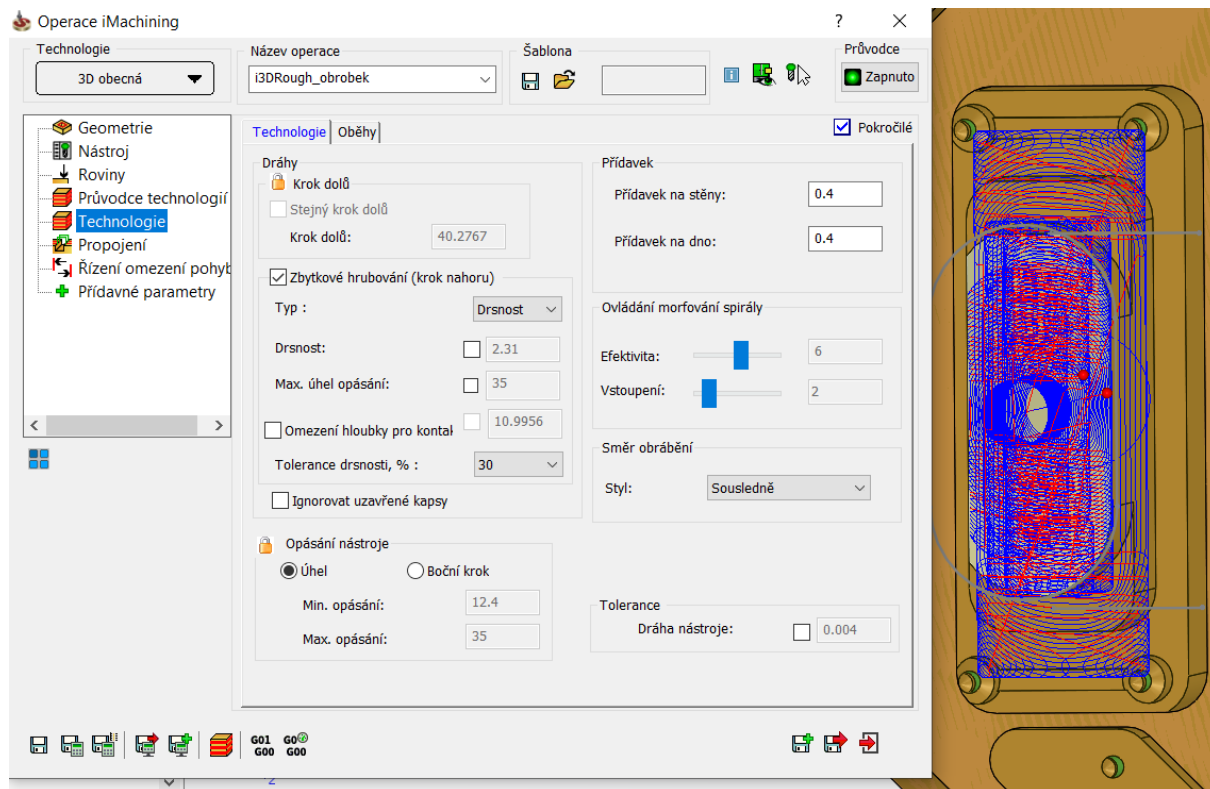 Operace iMachining
?
Technologie
Název operace
Šablona
Průvodce
3D obecná
i3DRough_obrobek
Zapnuto
Geometrie
Nástroj
Roviny
Průvodce technologií
Technologie
Propojení
Řízení omezení pohyb
Přídavné parametry
Technologie
Oběhy
Pokročilé
Dráhy
Krok dolů
Stejný krok dolů
Krok dolů:
40.2767
Zbytkové hrubování (krok nahoru)
Typ :
Drsnost
Drsnost:
2.31
Max. úhel opásání:
35
Omezení hloubky pro kontak
10.9956
Tolerance drsnosti, % :
30
Ignorovat uzavřené kapsy
Opásání nástroje
Úhel
Boční krok
Min. opásání:
12.4
Max. opásání:
35
Přídavek
Přídavek na stěny:
0.4
Přídavek na dno:
0.4
Ovládání morfování spirály
Efektivita:
6
Vstoupení:
2
Směr obrábění
Styl:
Sousledně
Tolerance
Dráha nástroje:
0.004
G01 G0
G00 G00
2